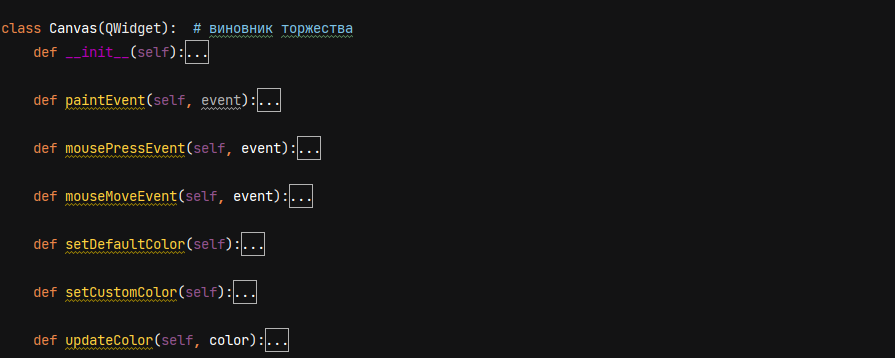 class Canvas(QWidget):  # виновник торжества
def __init__(self):...
def paintEvent(self, event):...
def mousePressEvent(self, event):...
def mouseMoveEvent(self, event):...
def setDefaultColor(self):...
def setCustomColor(self):...
def updateColor(self, color):...